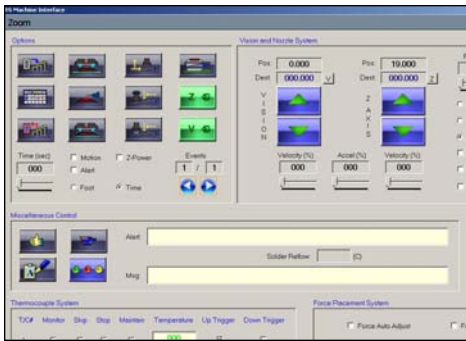 FS Machine Interface
Zoom
Options
Vision and Nozzle System
Pos: 0.000
Pos: 19.000
Dest: 000.000 V
Dest: 000.000 Z
VISION
Z AXIS
Z
V
Time (sec)
000
Motion
Z-Power
Alert
Foot
Time
Events
1 / 1
Velocity (%)
Accel (%)
Velocity (%)
000
000
000
Miscellaneous Control
Alert:
Solder Reflow:
(C)
Msg:
Thermocouple System
Force Placement System
T/C# Monitor Skip Stop Maintain Temperature Up Trigger Down Trigger
000
Force Auto Adjust